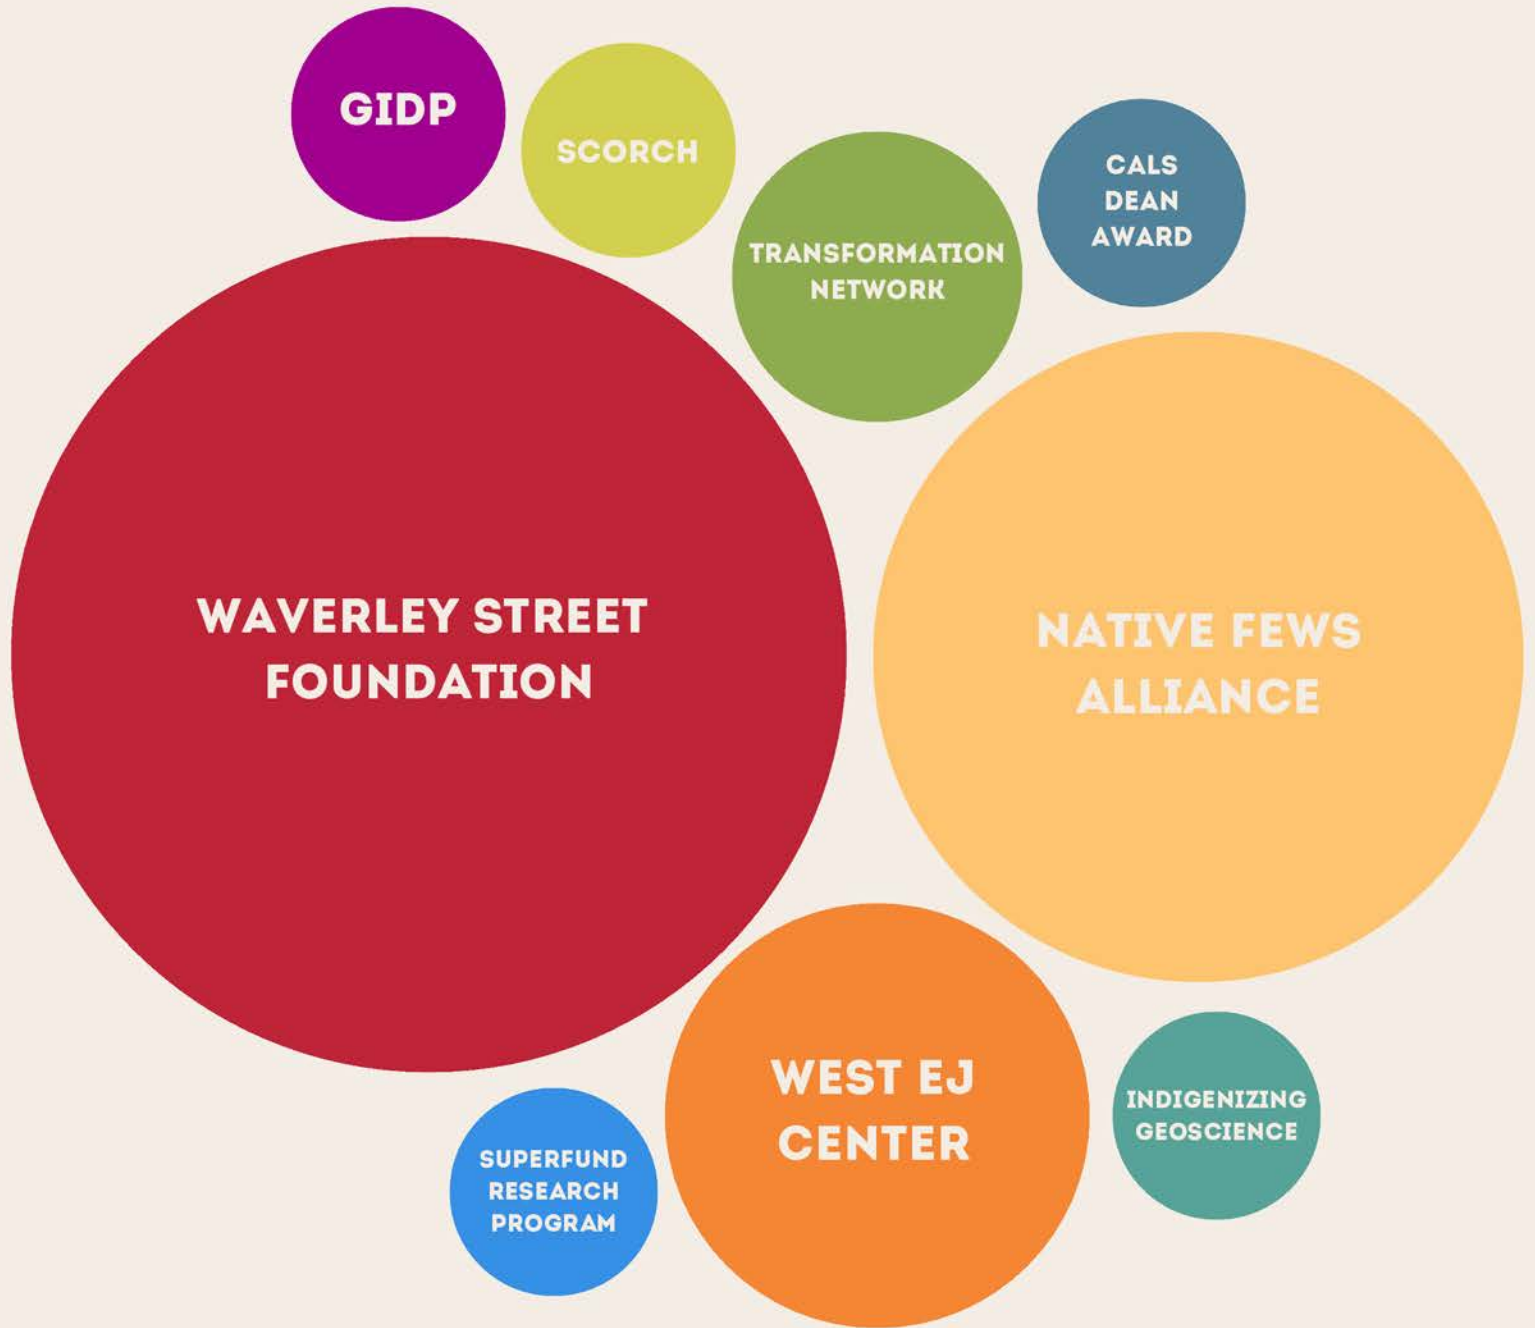 GIDP
SCORCH
CALS
DEAN
AWARD
TRANSFORMATION
NETWORK
WAVERLEY STREET
FOUNDATION
NATIVE FEWS
ALLIANCE
WEST EJ
CENTER
INDIGENIZING
GEOSCIENCE
SUPERFUND
RESEARCH
PROGRAM